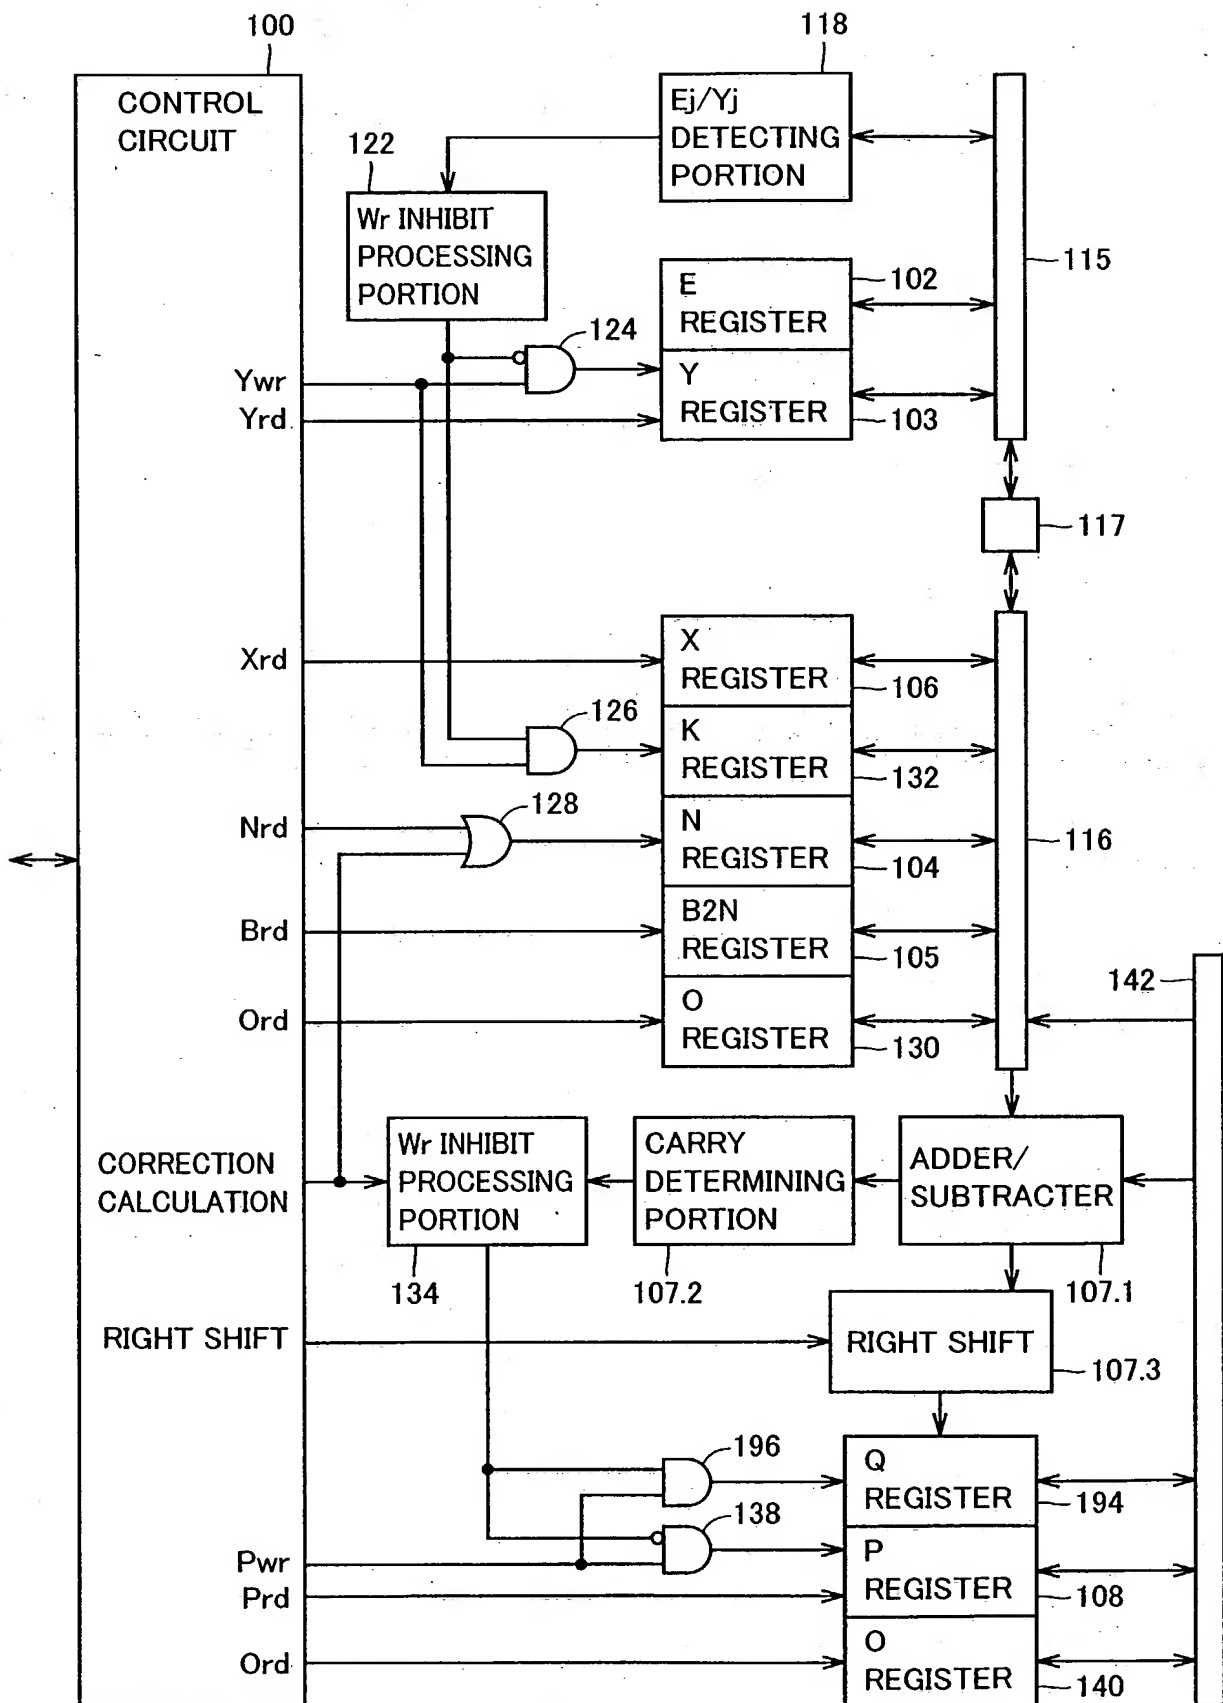 100
118
CONTROL
CIRCUIT
Ej/Yj
DETECTING
PORTION
122
Wr INHIBIT
PROCESSING
PORTION
115
E
REGISTER
102
124
Ywr
Y
REGISTER
103
Yrd
117
Xrd
X
REGISTER
106
126
K
REGISTER
132
Nrd
128
N
REGISTER
104
116
Brd
B2N
REGISTER
105
142
Ord
O
REGISTER
130
CORRECTION
CALCULATION
Wr INHIBIT
PROCESSING
PORTION
CARRY
DETERMINING
PORTION
ADDER/
SUBTRACTER
134
107.2
107.1
RIGHT SHIFT
RIGHT SHIFT
107.3
196
Q
REGISTER
194
138
Pwr
P
REGISTER
108
Prd
Ord
O
REGISTER
140